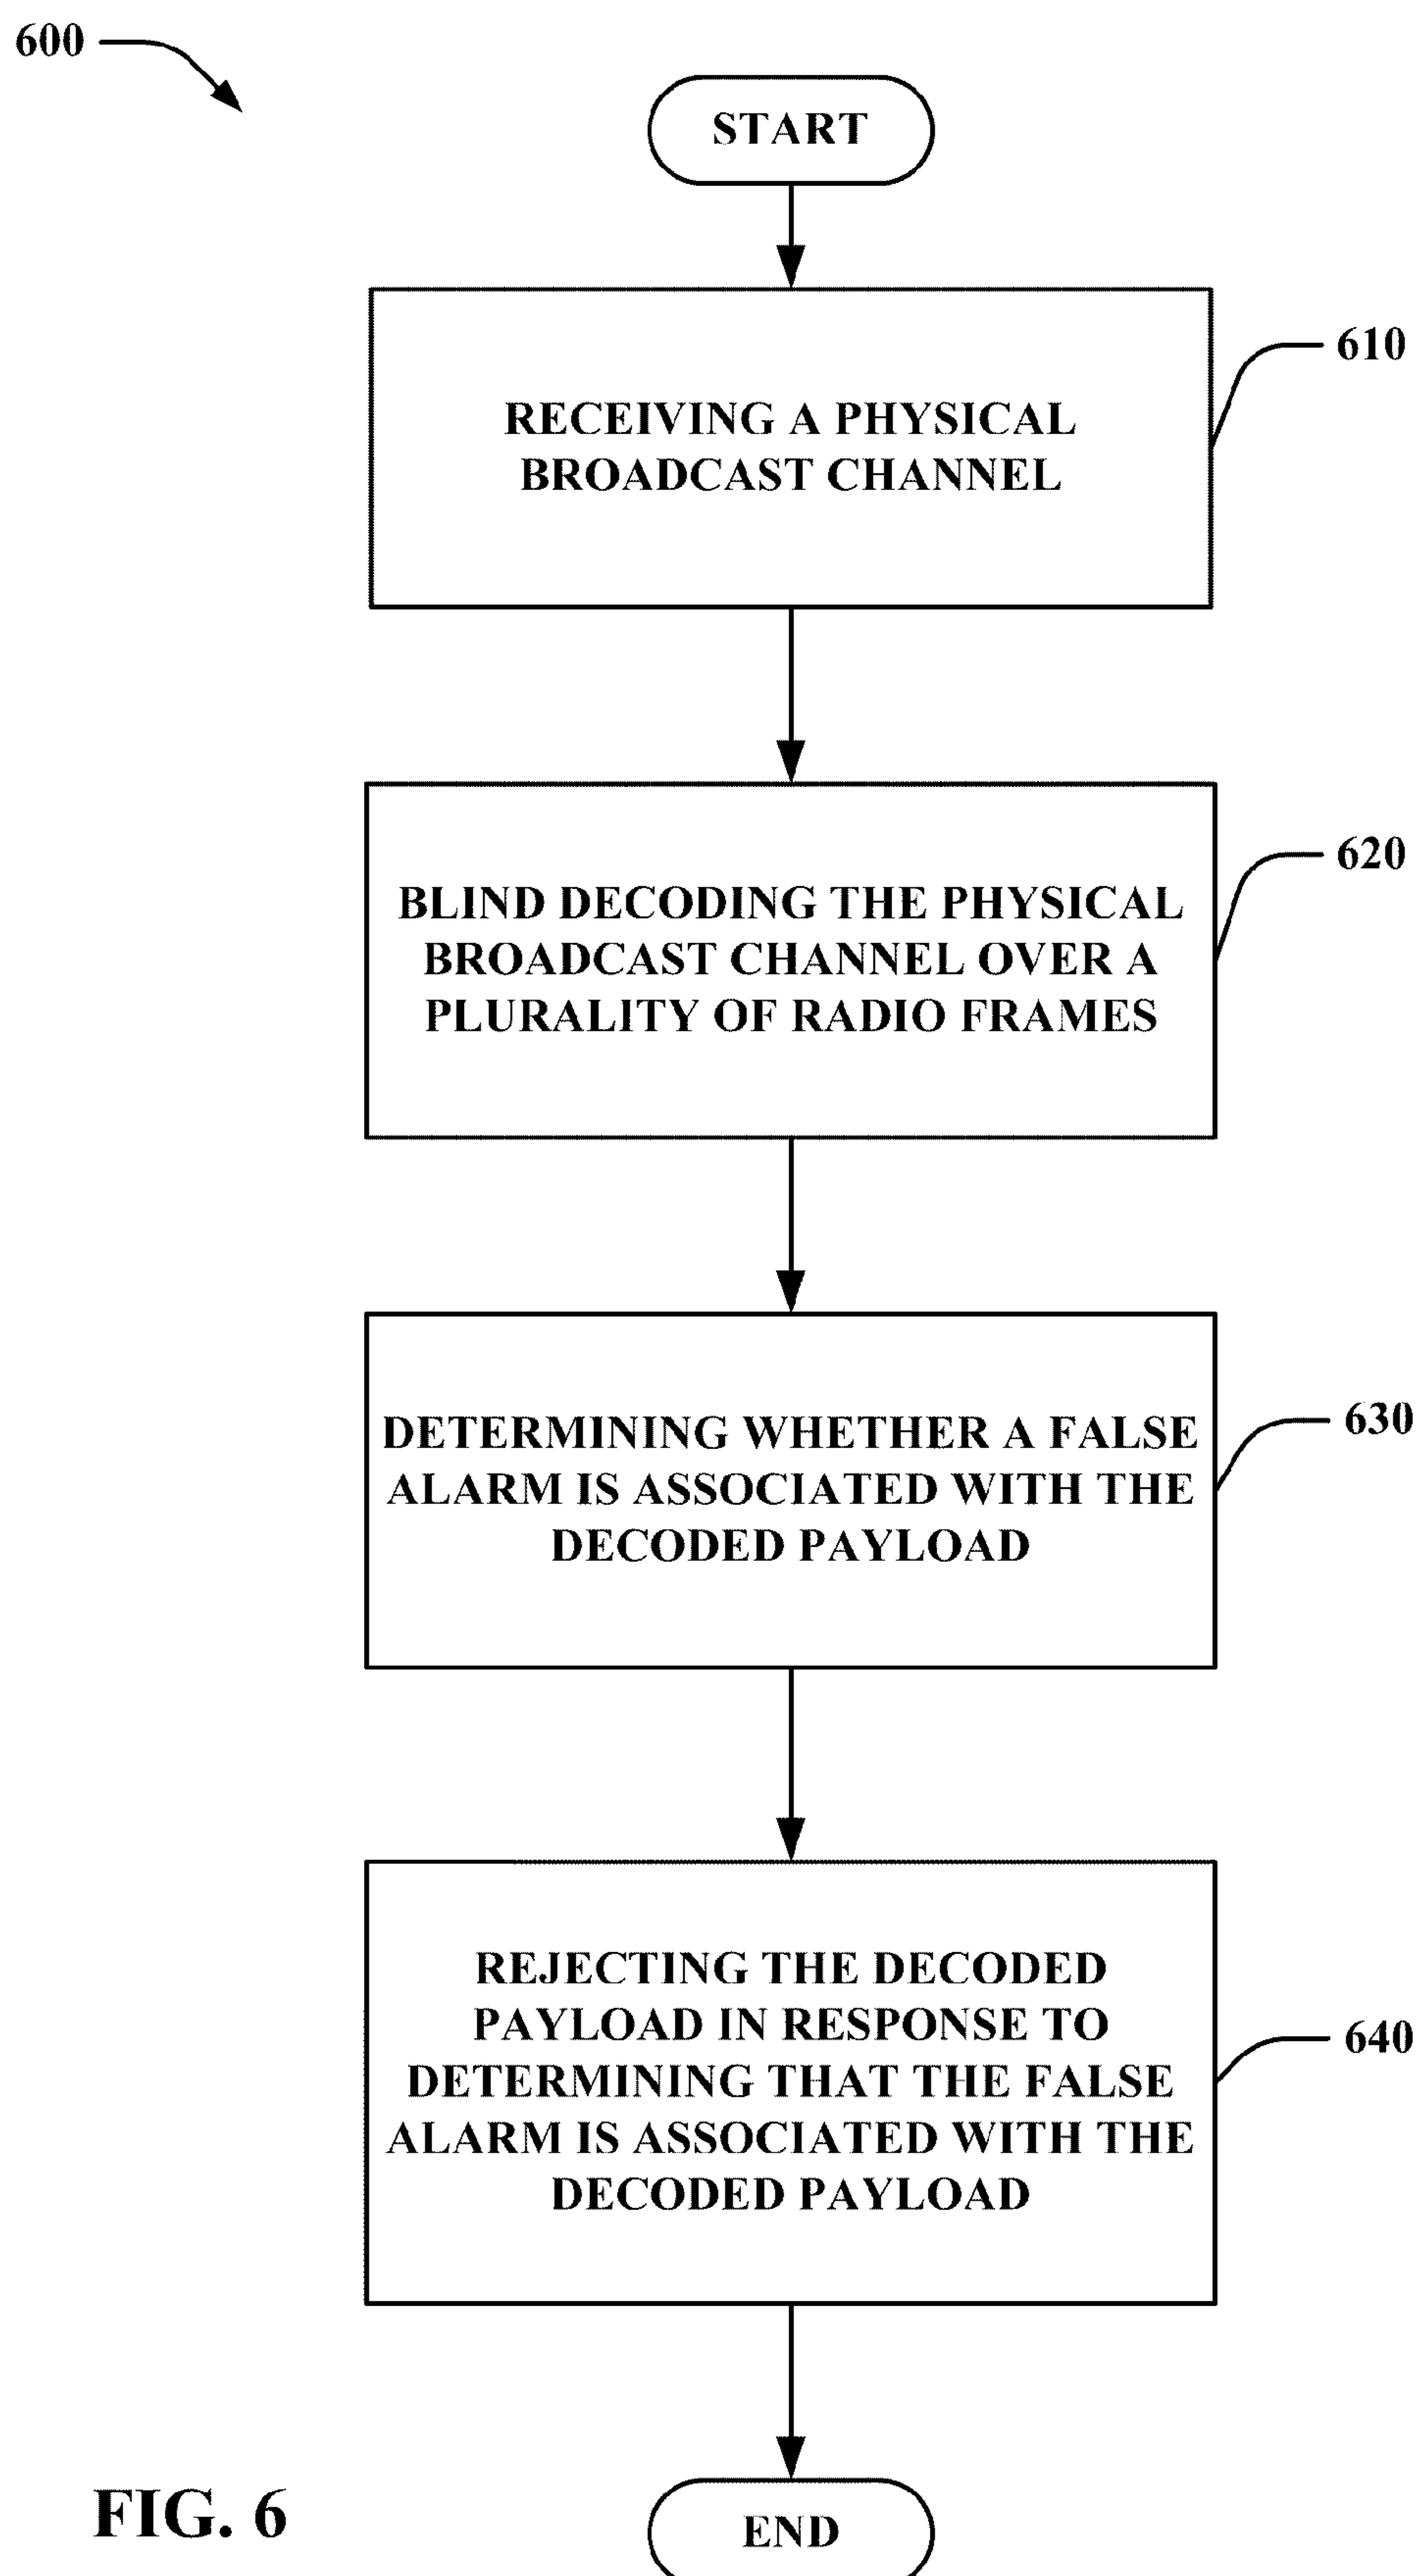 600
START
RECEIVING A PHYSICAL
BROADCAST CHANNEL
610
BLIND DECODING THE PHYSICAL
BROADCAST CHANNEL OVER A
PLURALITY OF RADIO FRAMES
620
DETERMINING WHETHER A FALSE
ALARM IS ASSOCIATED WITH THE
DECODED PAYLOAD
630
REJECTING THE DECODED
PAYLOAD IN RESPONSE TO
DETERMINING THAT THE FALSE
ALARM IS ASSOCIATED WITH THE
DECODED PAYLOAD
640
END
FIG. 6